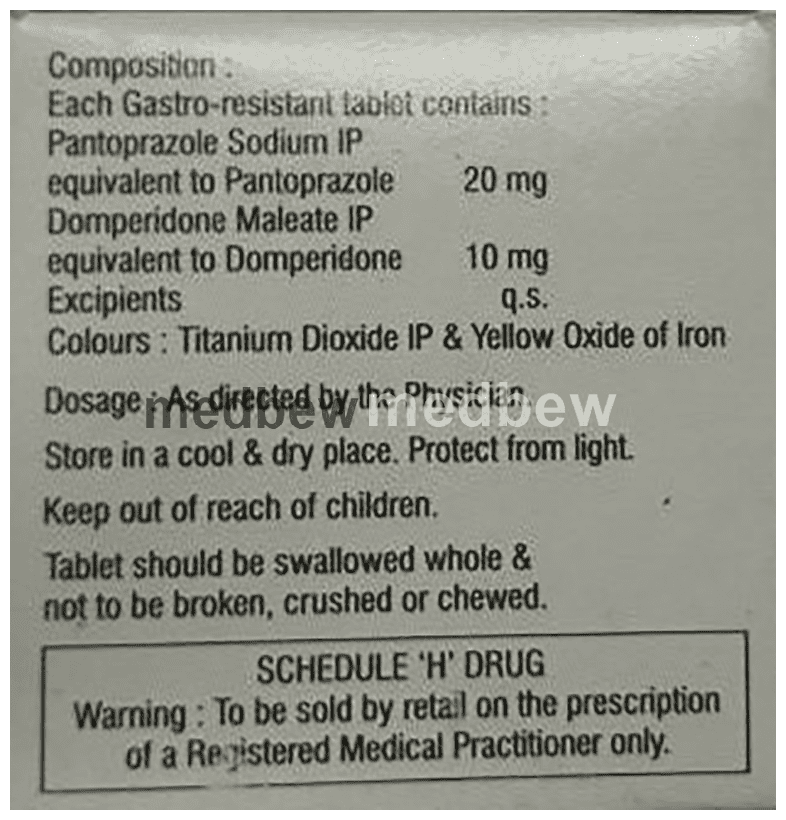 Composition :
Each Gastro-resistant tablet contains :
Pantoprazole Sodium IP
equivalent to Pantoprazole 20 mg
Domperidone Maleate IP
equivalent to Domperidone 10 mg
Excipients q.s.
Colours : Titanium Dioxide IP & Yellow Oxide of Iron
Dosage : As directed by the Physician.
medbew medbew
Store in a cool & dry place. Protect from light.
Keep out of reach of children.
Tablet should be swallowed whole &
not to be broken, crushed or chewed.
SCHEDULE 'H' DRUG
Warning : To be sold by retail on the prescription
of a Registered Medical Practitioner only.